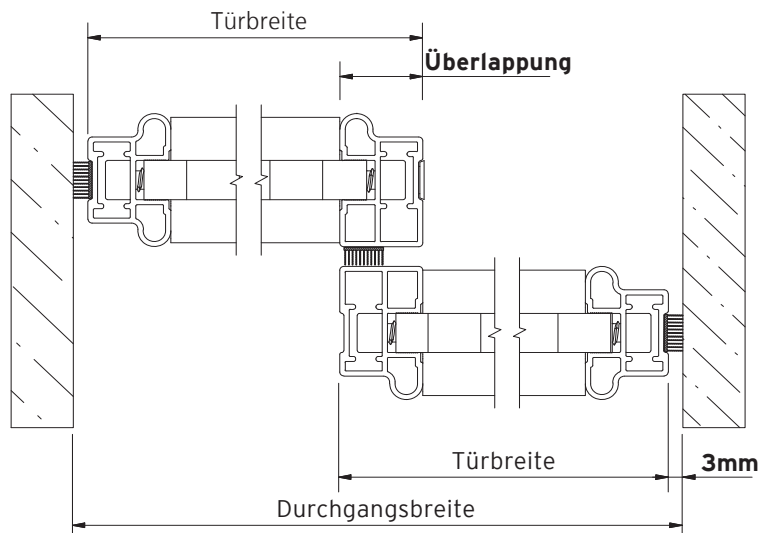 Türbreite
Überlappung
Türbreite
3mm
Durchgangsbreite